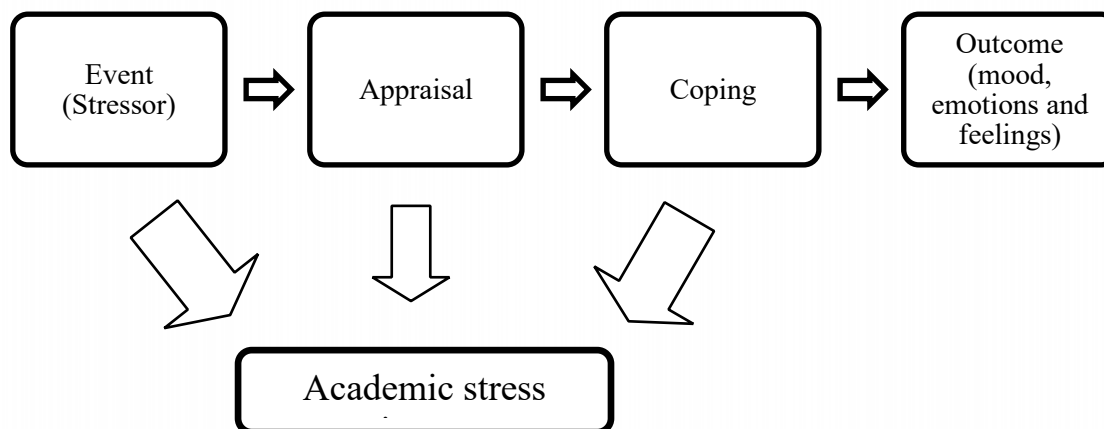 Event
(Stressor)
Appraisal
Coping
Outcome
(mood,
emotions and
feelings)
Academic stress